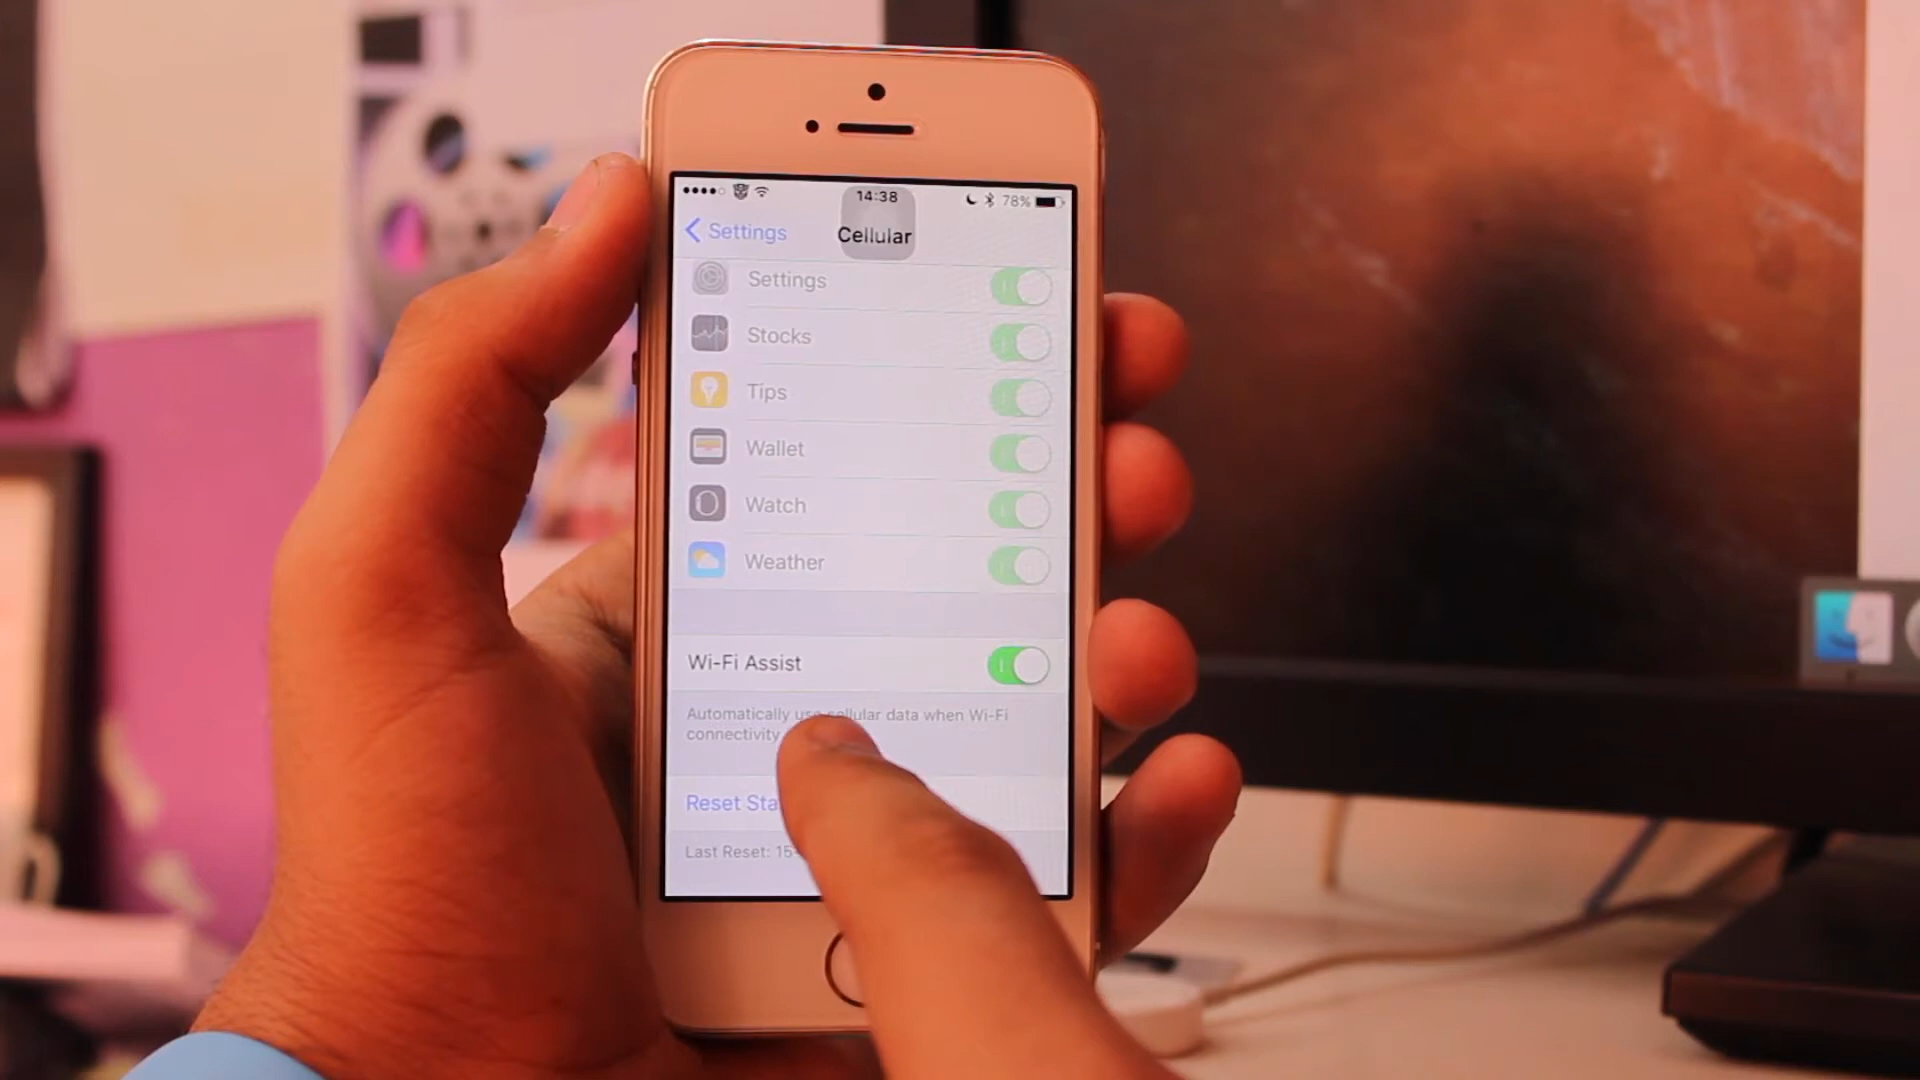 14:38
78%
Settings
Cellular
Settings
Stocks
Tips
Wallet
Watch
Weather
Wi-Fi Assist
Automatically use cellular data when Wi-Fi
connectivity
Reset
Last Reset: 15